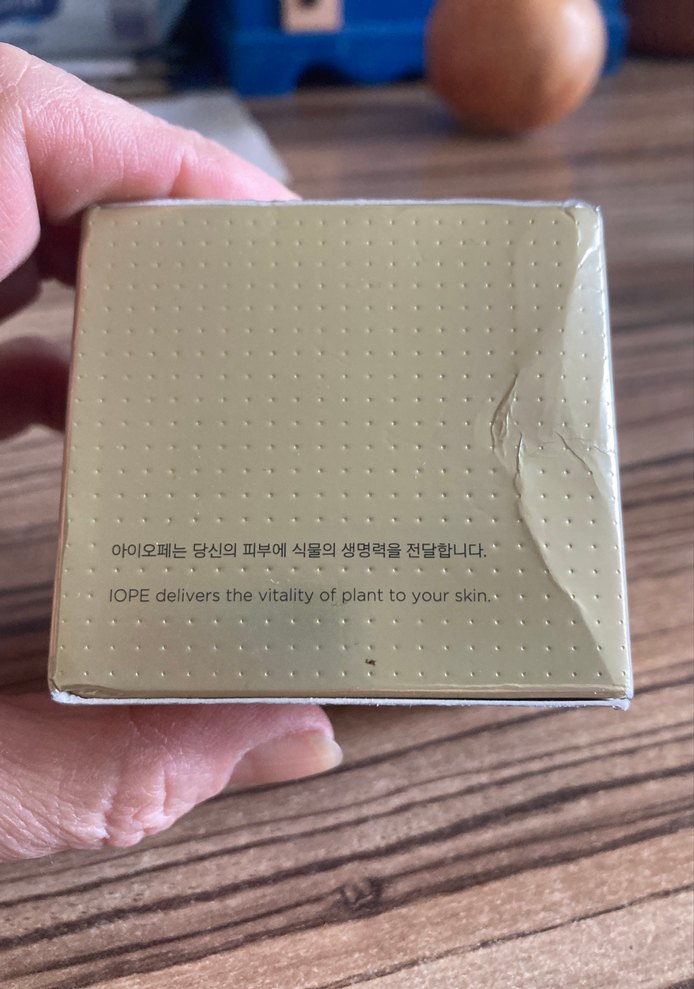 아이오페는 당신의 피부에 식물의 생명력을 전달합니다.
IOPE delivers the vitality of plant to your skin.